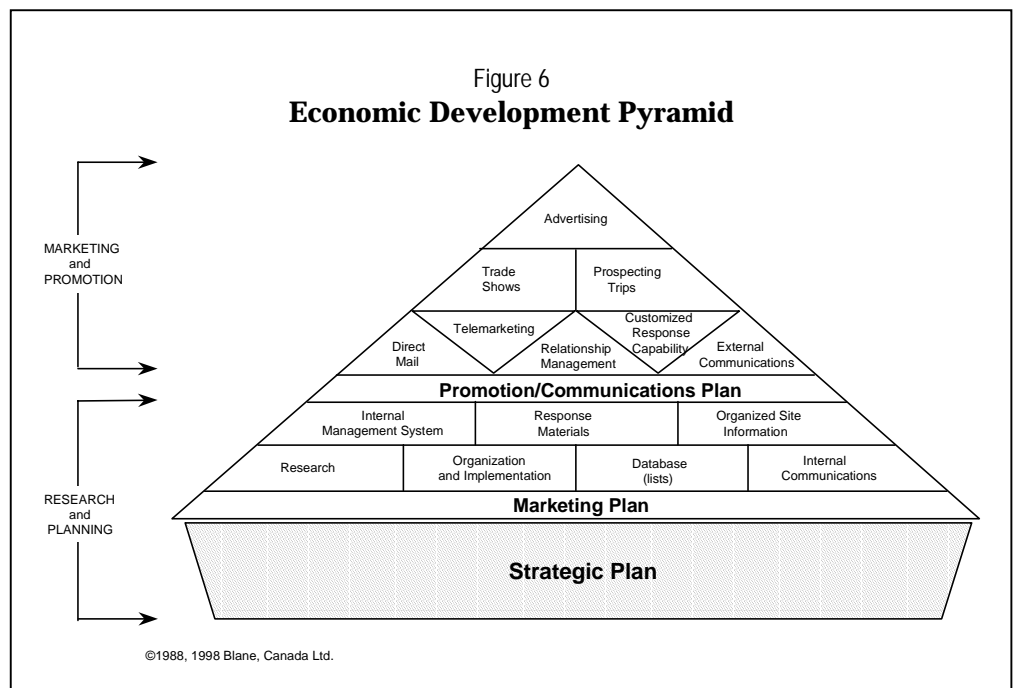 Figure 6
Economic Development Pyramid
MARKETING
and
PROMOTION
Advertising
Trade
Shows
Prospecting
Trips
Telemarketing
Customized
Response
Capability
Direct
Mail
Relationship
Management
External
Communications
Promotion/Communications Plan
RESEARCH
and
PLANNING
Internal
Management System
Response
Materials
Organized Site
Information
Research
Organization
and Implementation
Database
(lists)
Internal
Communications
Marketing Plan
Strategic Plan
©1988, 1998 Blane, Canada Ltd.